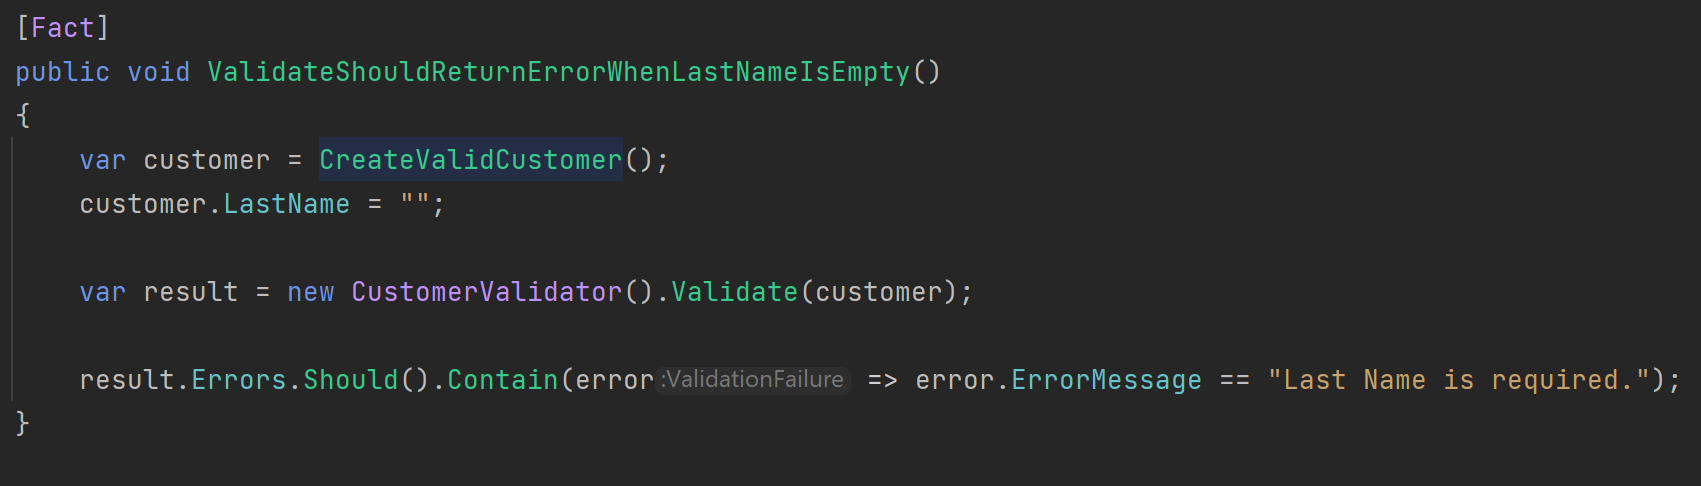 [Fact]
public void ValidateShouldReturnErrorWhenLastNameIsEmpty()
{
    var customer = CreateValidCustomer();
    customer.LastName = "";
    var result = new CustomerValidator().Validate(customer);
    result.Errors.Should().Contain(error :ValidationFailure => error.ErrorMessage == "Last Name is required.");
}